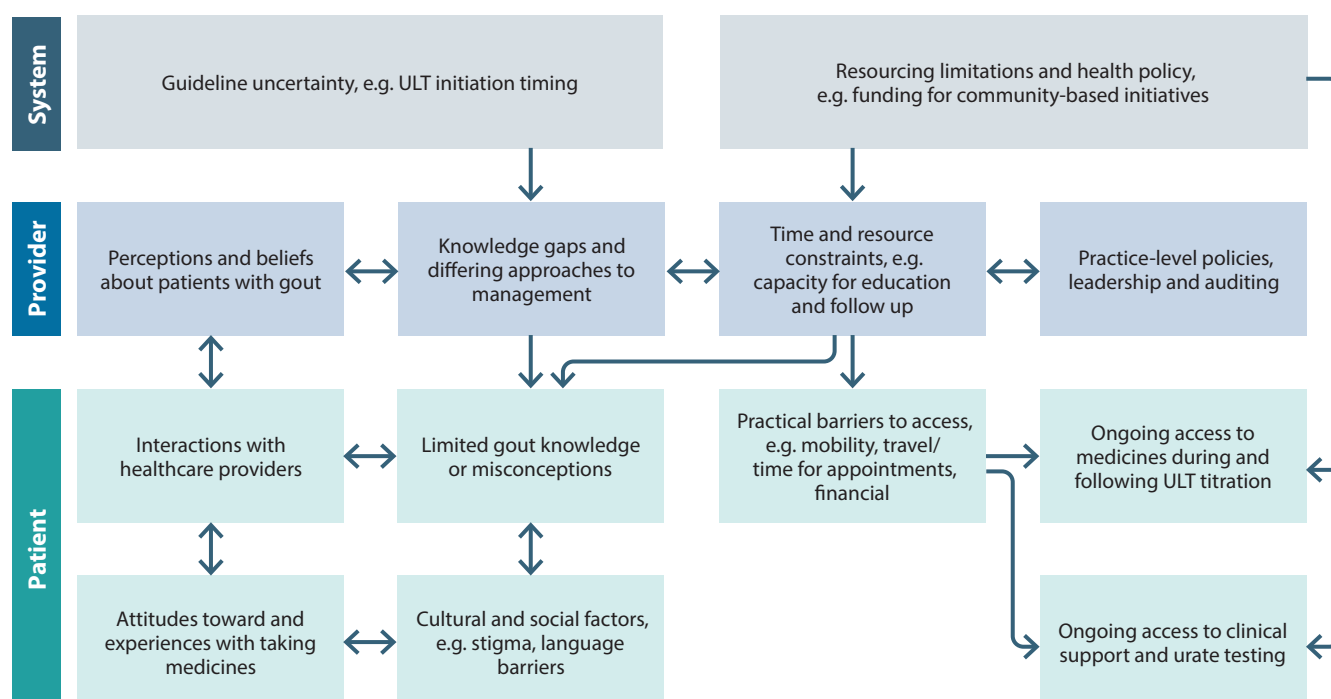 System
Guideline uncertainty, e.g. ULT initiation timing
Resourcing limitations and health policy,
e.g. funding for community-based initiatives
Provider
Perceptions and beliefs
about patients with gout
Knowledge gaps and
differing approaches to
management
Time and resource
constraints, e.g.
capacity for education
and follow up
Practice-level policies,
leadership and auditing
Patient
Interactions with
healthcare providers
Limited gout knowledge
or misconceptions
Practical barriers to access,
e.g. mobility, travel/
time for appointments,
financial
Ongoing access to
medicines during and
following ULT titration
Attitudes toward and
experiences with taking
medicines
Cultural and social factors,
e.g. stigma, language
barriers
Ongoing access to clinical
support and urate testing